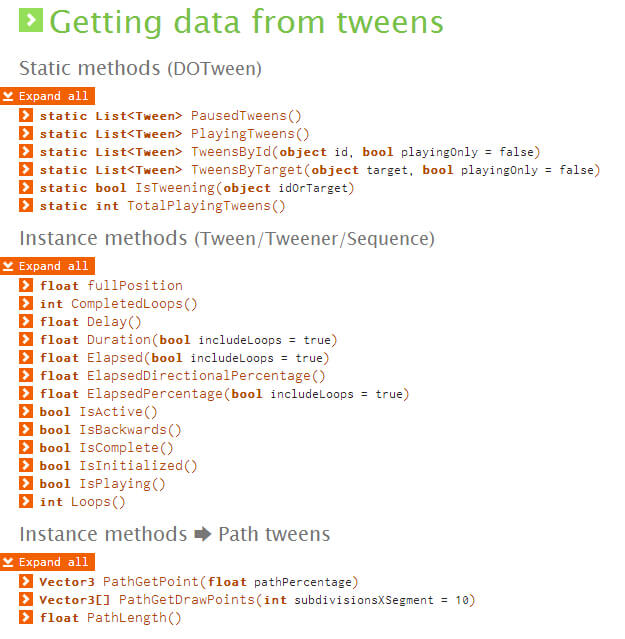 Getting data from tweens
Static methods (DOTween)
Expand all
static List<Tween> PausedTweens()
static List<Tween> PlayingTweens()
static List<Tween> TweensById(object id, bool playingOnly = false)
static List<Tween> TweensByTarget(object target, bool playingOnly = false)
static bool IsTweening(object idOrTarget)
static int TotalPlayingTweens()
Instance methods (Tween/Tweener/Sequence)
Expand all
float fullPosition
int CompletedLoops()
float Delay()
float Duration(bool includeLoops = true)
float Elapsed(bool includeLoops = true)
float ElapsedDirectionalPercentage()
float ElapsedPercentage(bool includeLoops = true)
bool IsActive()
bool IsBackwards()
bool IsComplete()
bool IsInitialized()
bool IsPlaying()
int Loops()
Instance methods ➡ Path tweens
Expand all
Vector3 PathGetPoint(float pathPercentage)
Vector3[] PathGetDrawPoints(int subdivisionsXSegment = 10)
float PathLength()